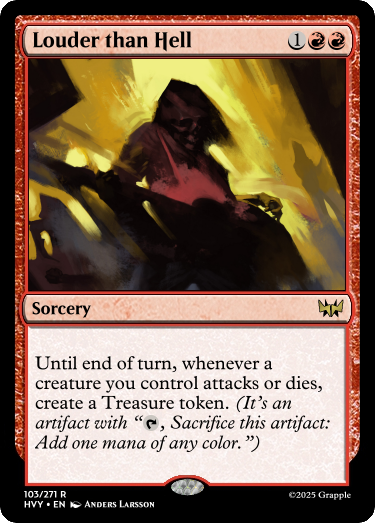 Louder than Hell 1
Sorcery
Until end of turn, whenever a
creature you control attacks or dies,
create a Treasure token. (It's an
artifact with “, Sacrifice this artifact:
Add one mana of any color.”)
103/271 R
HVY • EN Anders Larsson
©2025 Grapple